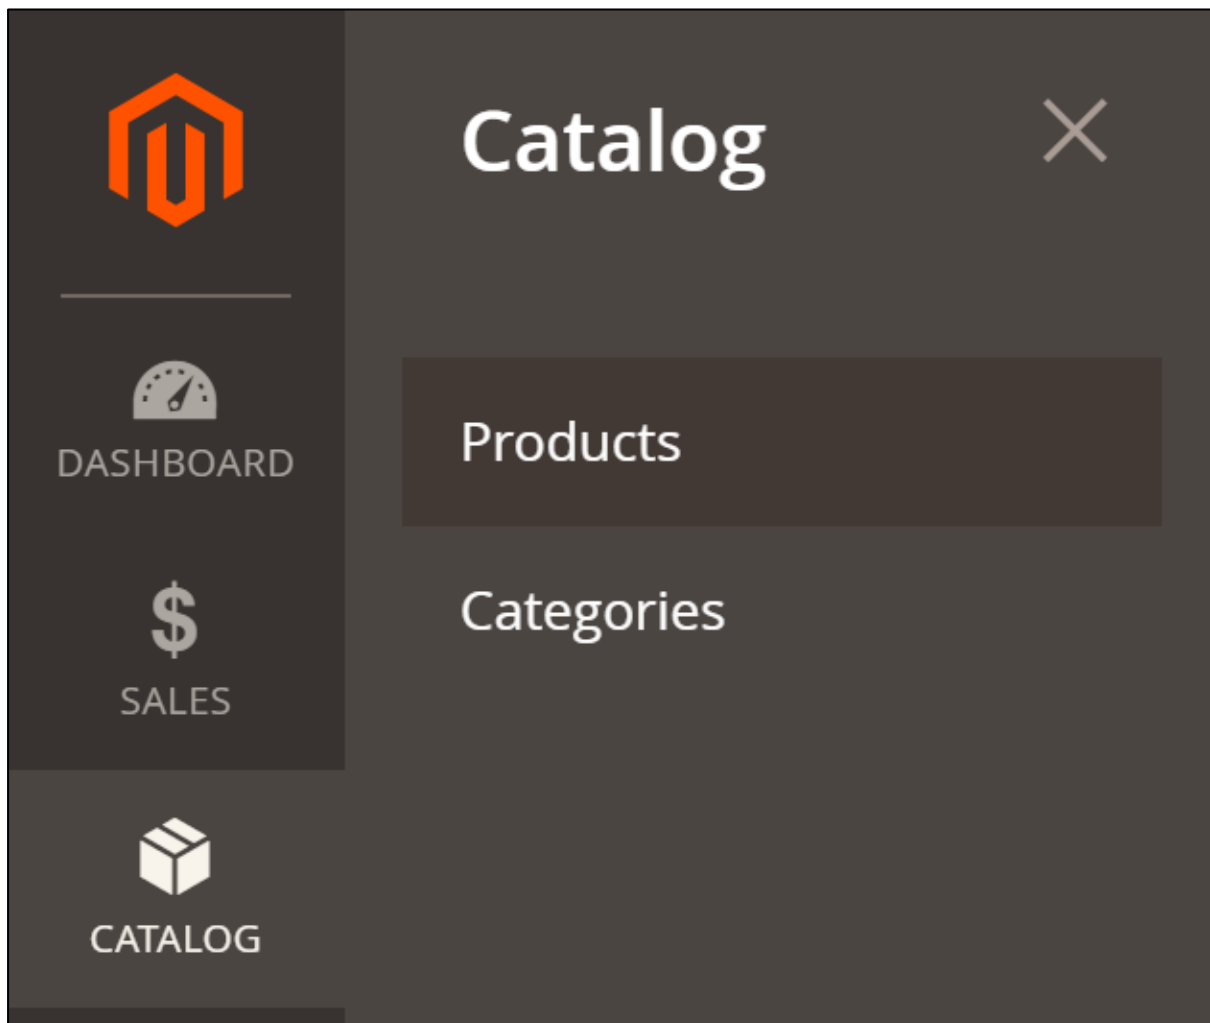 Catalog
Products
Categories
DASHBOARD
SALES
CATALOG